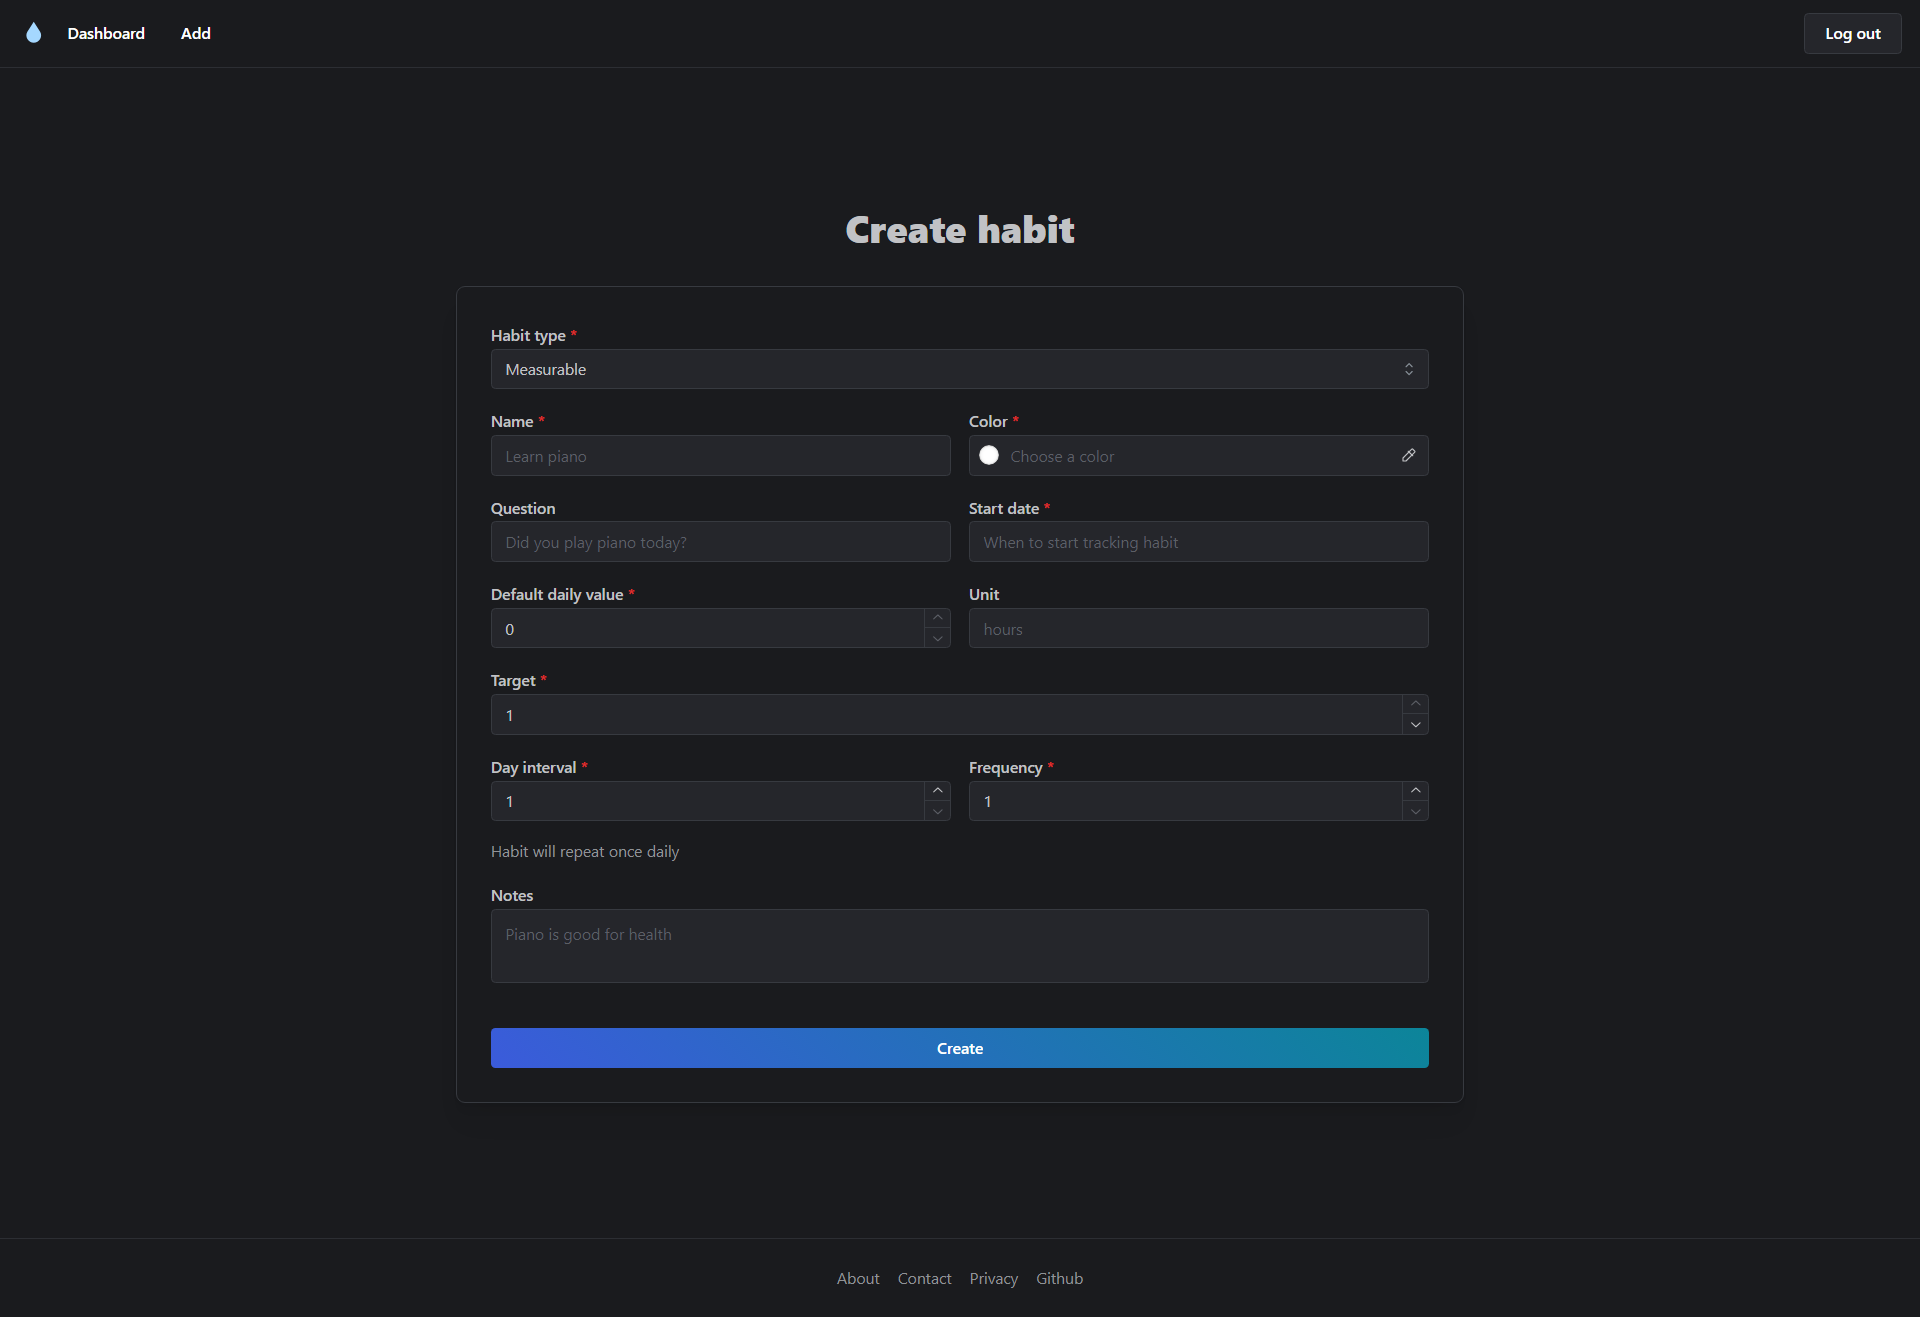 Dashboard Add Log out
Create habit
Habit type *
Measurable
Name * Color *
Learn piano Choose a color
Question Start date *
Did you play piano today? When to start tracking habit
Default daily value * Unit
0 hours
Target *
1
Day interval * Frequency *
1 1
Habit will repeat once daily
Notes
Piano is good for health
Create
About Contact Privacy Github